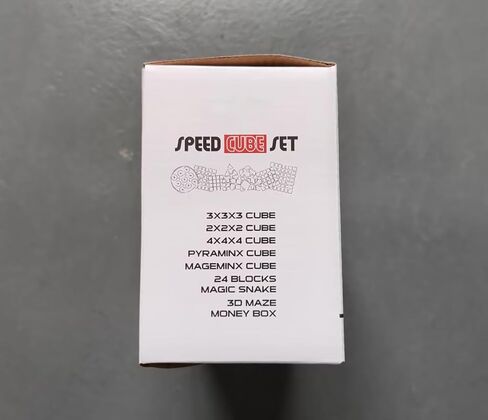 SPEED CUBE SET
3X3X3 CUBE
2X2X2 CUBE
4X4X4 CUBE
PYRAMINX CUBE
MAGEMINX CUBE
24 BLOCKS
MAGIC SNAKE
3D MAZE
MONEY BOX